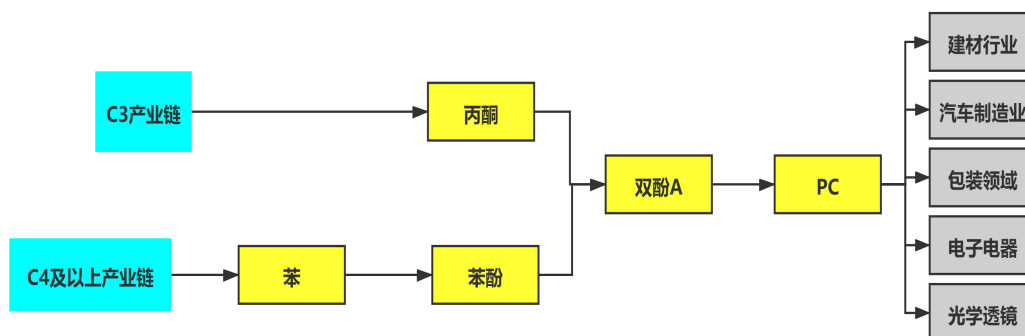 C3产业链
丙酮
C4及以上产业链
苯
苯酚
双酚A
PC
建材行业
汽车制造业
包装领域
电子电器
光学透镜